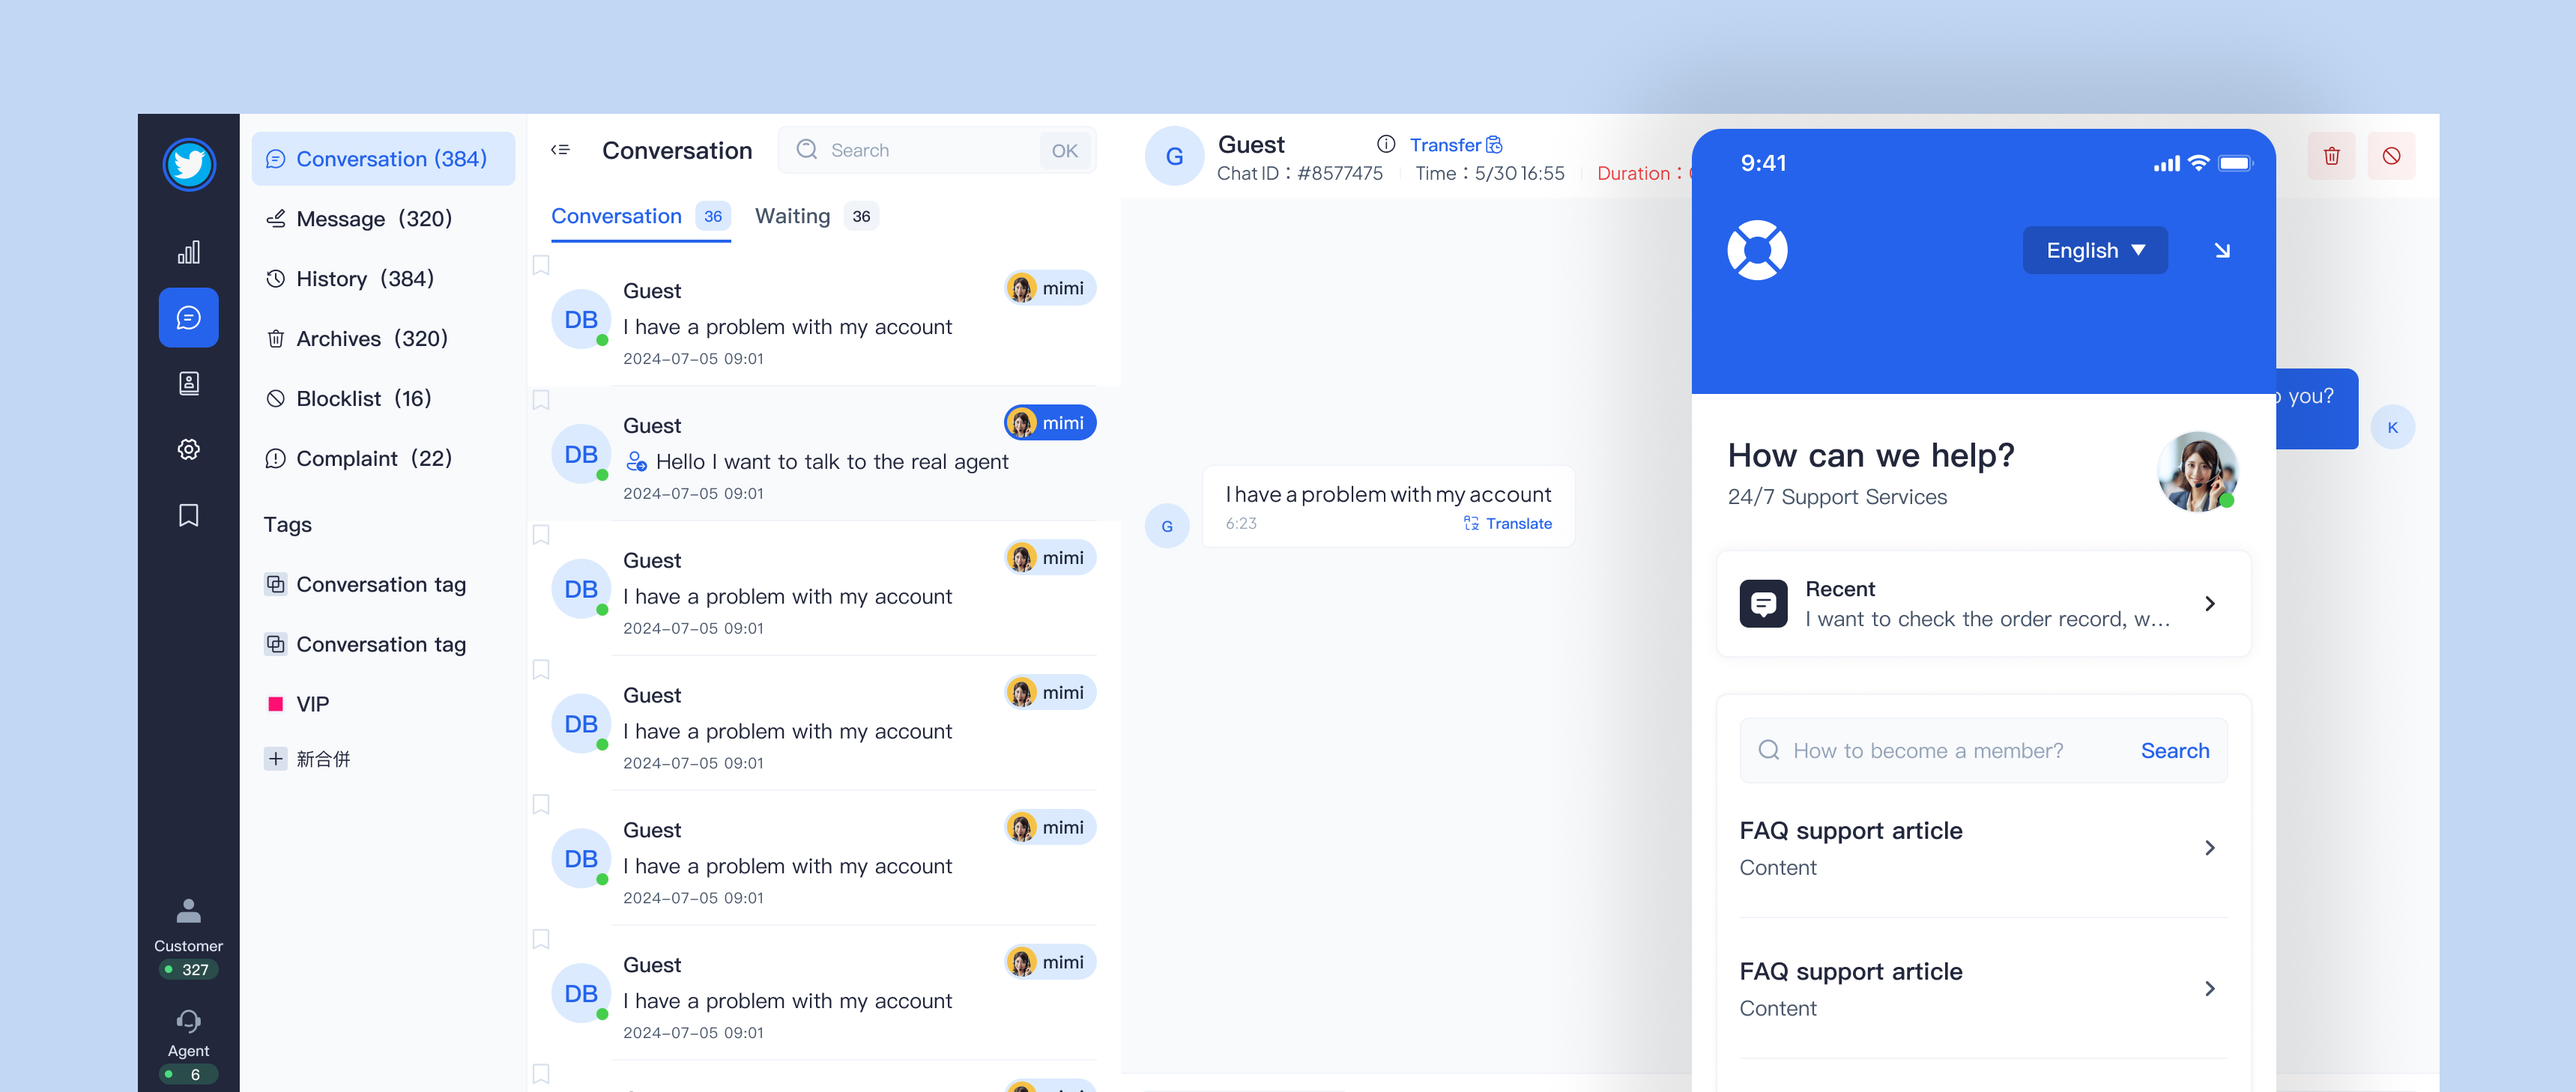 Conversation (384)
Message (320)
History (384)
Archives (320)
Blocklist (16)
Complaint (22)
Tags
Conversation tag
Conversation tag
VIP
新合併
Customer
327
Agent
6
Conversation
Search
OK
Conversation 36
Waiting 36
Guest
mimi
I have a problem with my account
2024-07-05 09:01
Guest
mimi
Hello I want to talk to the real agent
2024-07-05 09:01
Guest
mimi
I have a problem with my account
2024-07-05 09:01
Guest
mimi
I have a problem with my account
2024-07-05 09:01
Guest
mimi
I have a problem with my account
2024-07-05 09:01
Guest
mimi
I have a problem with my account
2024-07-05 09:01
DB
DB
DB
DB
DB
DB
G
Guest
Transfer
Chat ID：#8577475
Time：5/30 16:55
Duration：
you?
K
G
I have a problem with my account
6:23
Translate
9:41
English
How can we help?
24/7 Support Services
Recent
I want to check the order record, w...
How to become a member?
Search
FAQ support article
Content
FAQ support article
Content